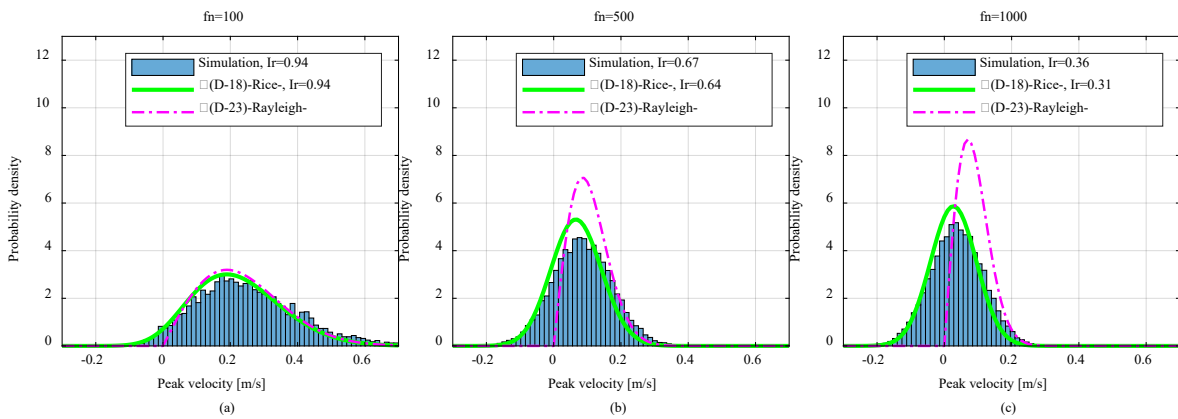 fn=100
Simulation, Ir=0.94
□(D-18)-Rice-, Ir=0.94
□(D-23)-Rayleigh-
12
10
8
6
4
2
0
Probability density
-0.2
0
0.2
0.4
0.6
Peak velocity [m/s]
(a)
fn=500
Simulation, Ir=0.67
□(D-18)-Rice-, Ir=0.64
□(D-23)-Rayleigh-
12
10
8
6
4
2
0
Probability density
-0.2
0
0.2
0.4
0.6
Peak velocity [m/s]
(b)
fn=1000
Simulation, Ir=0.36
□(D-18)-Rice-, Ir=0.31
□(D-23)-Rayleigh-
12
10
8
6
4
2
0
Probability density
-0.2
0
0.2
0.4
0.6
Peak velocity [m/s]
(c)